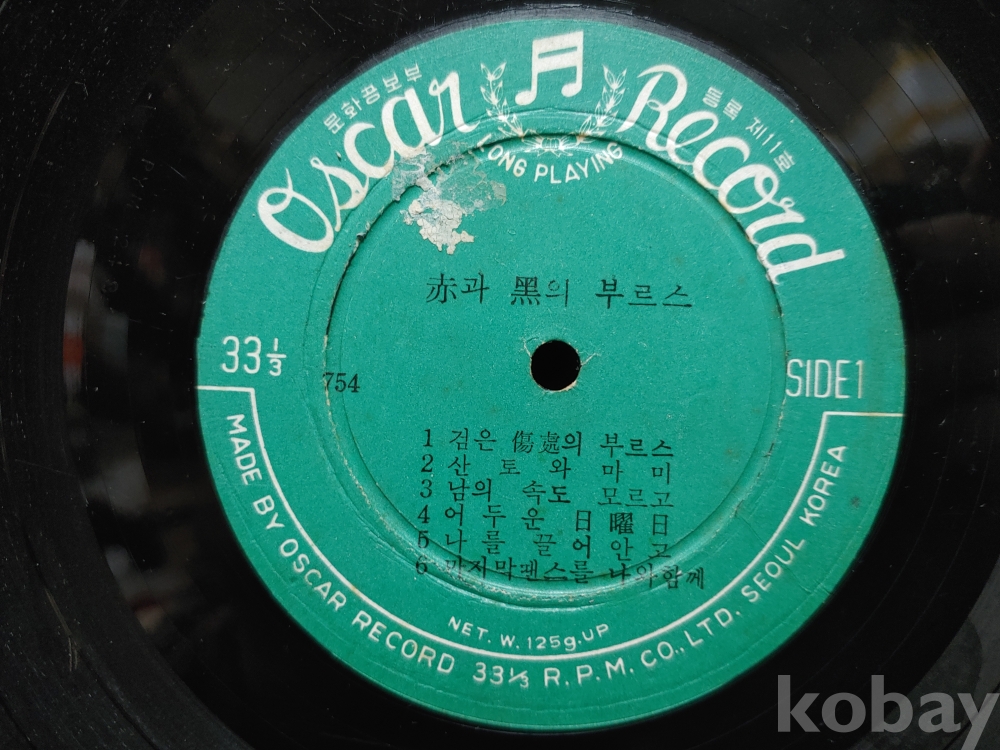 문화공보부 등록 제11호
Oscar Record
LONG PLAYING
赤과 黑의 부르스
33⅓
754
SIDE1
1 검은 傷處의 부르스
2 산 토 와 마 미
3 남의 속도 모르고
4 어 두 운 日 曜 日
5 나 를 끌 어 안 고
6 마지막땐스를 나와함께
NET. W. 125g.UP
MADE BY OSCAR RECORD 33⅓ R.P.M. CO., LTD. SEOUL KOREA
kobay